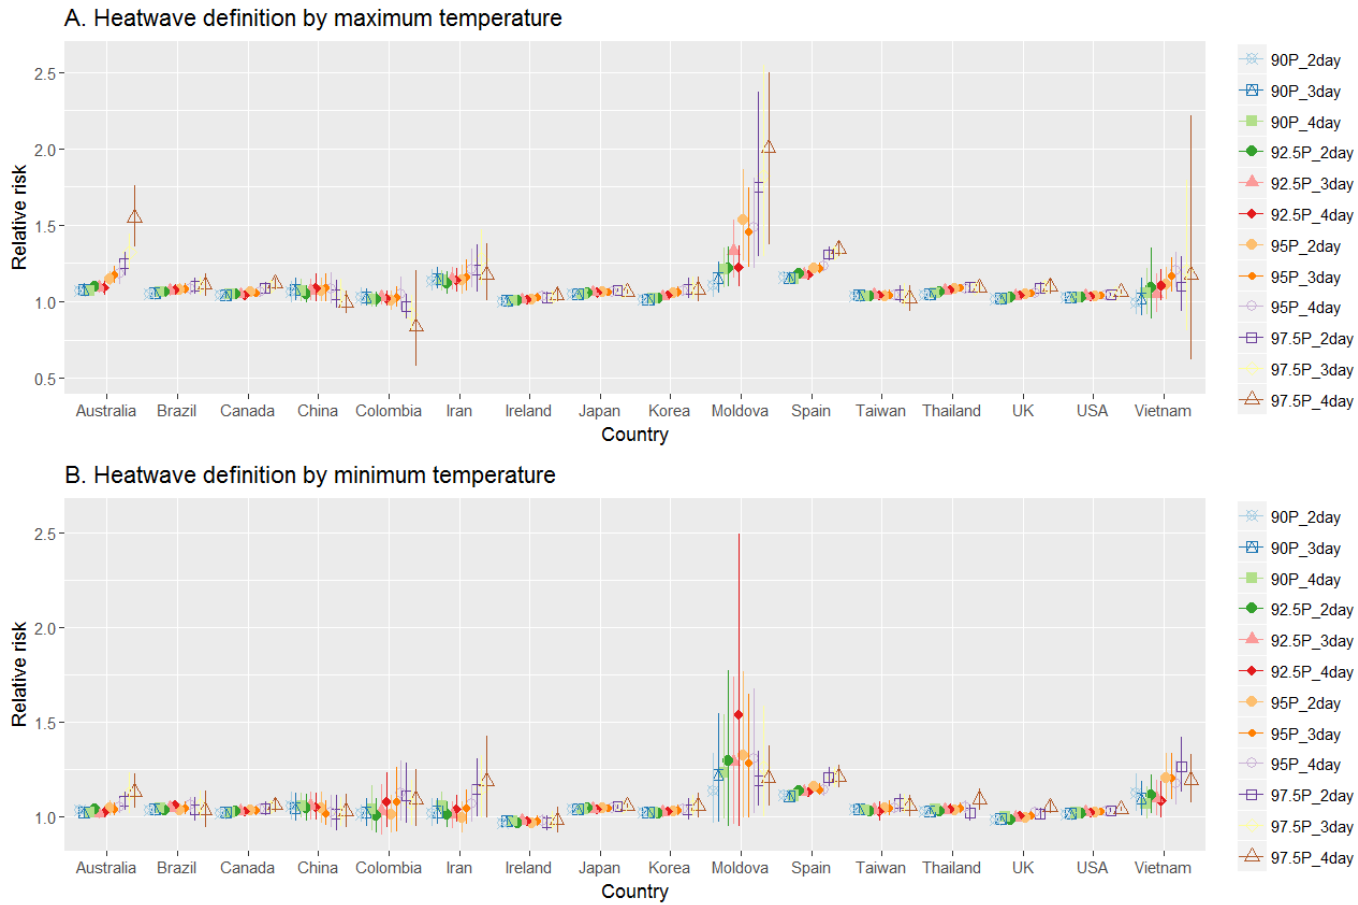 A. Heatwave definition by maximum temperature
2.5
2.0
1.5
1.0
0.5
Relative risk
Australia Brazil Canada China Colombia Iran Ireland Japan Korea Moldova Spain Taiwan Thailand UK USA Vietnam
Country
90P_2day
90P_3day
90P_4day
92.5P_2day
92.5P_3day
92.5P_4day
95P_2day
95P_3day
95P_4day
97.5P_2day
97.5P_3day
97.5P_4day
B. Heatwave definition by minimum temperature
2.5
2.0
1.5
1.0
Relative risk
Australia Brazil Canada China Colombia Iran Ireland Japan Korea Moldova Spain Taiwan Thailand UK USA Vietnam
Country
90P_2day
90P_3day
90P_4day
92.5P_2day
92.5P_3day
92.5P_4day
95P_2day
95P_3day
95P_4day
97.5P_2day
97.5P_3day
97.5P_4day